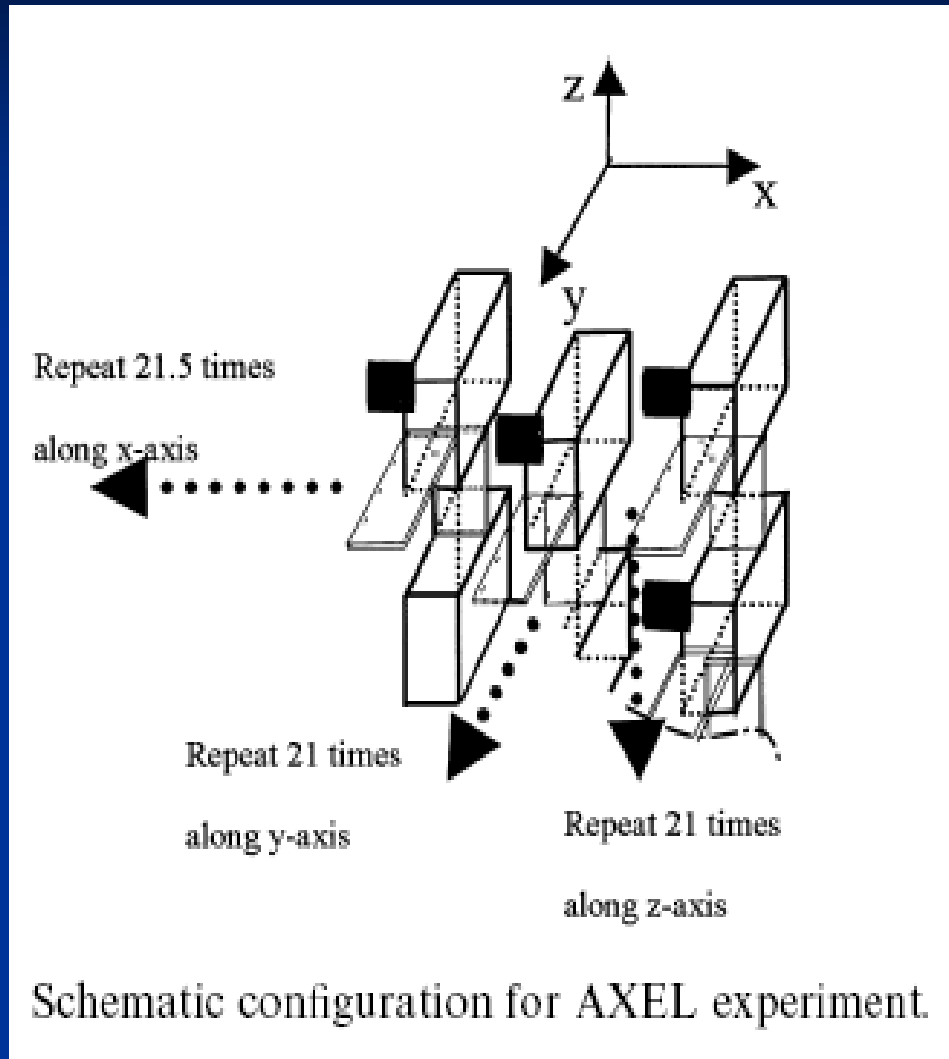 z
x
y
Repeat 21.5 times
along x-axis
Repeat 21 times
along y-axis
Repeat 21 times
along z-axis
Schematic configuration for AXEL experiment.